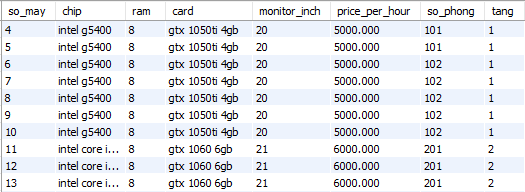 so_may chip ram card monitor_inch price_per_hour so_phong tang
4 intel g5400 8 gtx 1050ti 4gb 20 5000.000 101 1
5 intel g5400 8 gtx 1050ti 4gb 20 5000.000 101 1
6 intel g5400 8 gtx 1050ti 4gb 20 5000.000 102 1
7 intel g5400 8 gtx 1050ti 4gb 20 5000.000 102 1
8 intel g5400 8 gtx 1050ti 4gb 20 5000.000 102 1
9 intel g5400 8 gtx 1050ti 4gb 20 5000.000 102 1
10 intel g5400 8 gtx 1050ti 4gb 20 5000.000 102 1
11 intel core i... 8 gtx 1060 6gb 21 6000.000 201 2
12 intel core i... 8 gtx 1060 6gb 21 6000.000 201 2
13 intel core i... 8 gtx 1060 6gb 21 6000.000 201 2